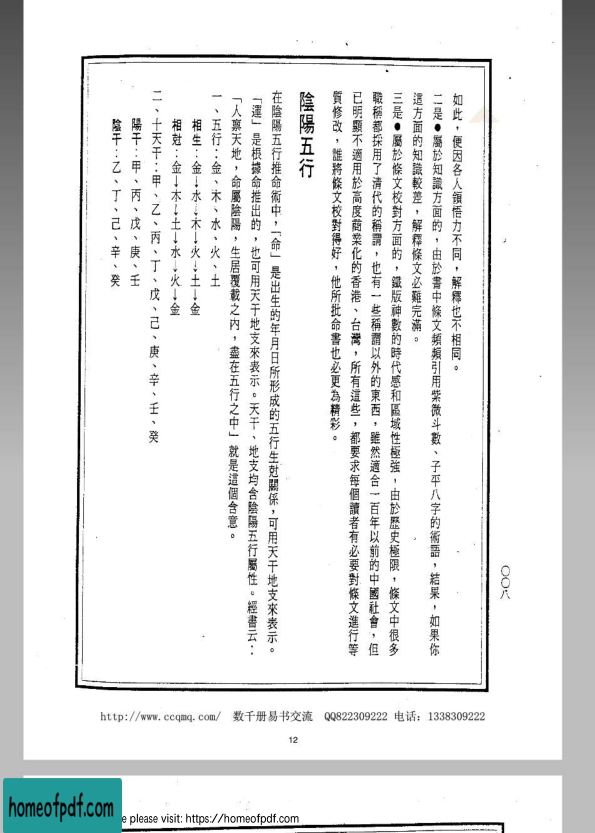 如此，便因各人領悟力不同，解釋也不相同。
二是●屬於知識方面的，由於書中條文頻頻引用紫微斗數、子平八字的術語，結果，如果你
這方面的知識較差，解釋條文必難完滿。
三是●屬於條文校對方面的，鐵版神數的時代感和區域性極強，由於歷史極限，條文中很多
職稱都採用了清代的稱謂，也有一些稱謂以外的東西，雖然適合一百年以前的中國社會，但
已明顯不適用於高度商業化的香港、台灣，所有這些，都要求每個讀者有必要對條文進行等
質修改，誰將條文校對得好，他所批命書也必更為精彩。
陰陽五行
在陰陽五行推命術中，「命」是出生的年月日所形成的五行生尅關係，可用天干地支來表示。
「運」是根據命推出的，也可用天干地支來表示。天干、地支均含陰陽五行屬性。經書云：
「人禀天地，命屬陰陽，生居覆載之內，盡在五行之中」就是這個含意。
一、五行：金、木、水、火、土
相生：金↓水↓木↓火↓土↓金
相尅：金↓木↓土↓水↓火↓金
二、十天干：甲、乙、丙、丁、戊、己、庚、辛、壬、癸
陽干：甲、丙、戊、庚、壬
陰干：乙、丁、己、辛、癸
〇〇八
http://www.ccqmq.com/ 数千册易书交流 QQ822309222 电话：1338309222
12
homeofpdf.com
e please visit: https://homeofpdf.com